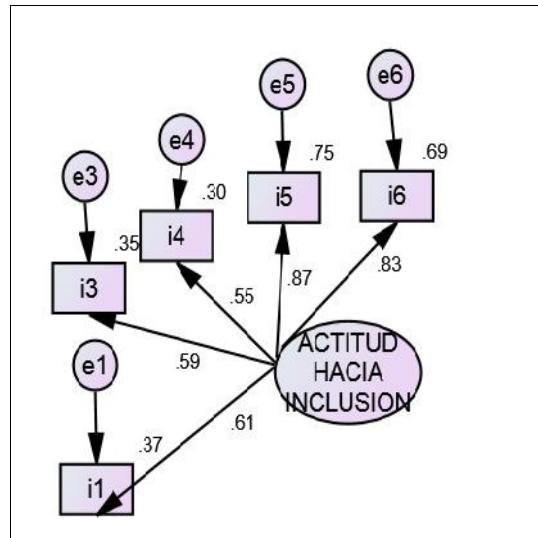 e5
e6
e4
.75
.69
e3
.30
i5
i6
.35
i4
.87
.83
i3
.55
.59
ACTITUD
HACIA
INCLUSION
e1
.61
.37
i1